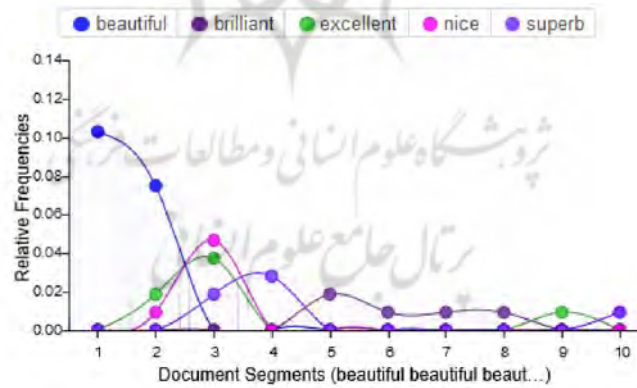 beautiful brilliant excellent nice superb
0.14
0.12
0.10
0.08
0.06
0.04
0.02
0.00
Relative Frequencies
پژوهشگاه علوم انسانی و مطالعات فرهنگی
پرتال جامع علوم انسانی
1 2 3 4 5 6 7 8 9 10
Document Segments (beautiful beautiful beaut...)